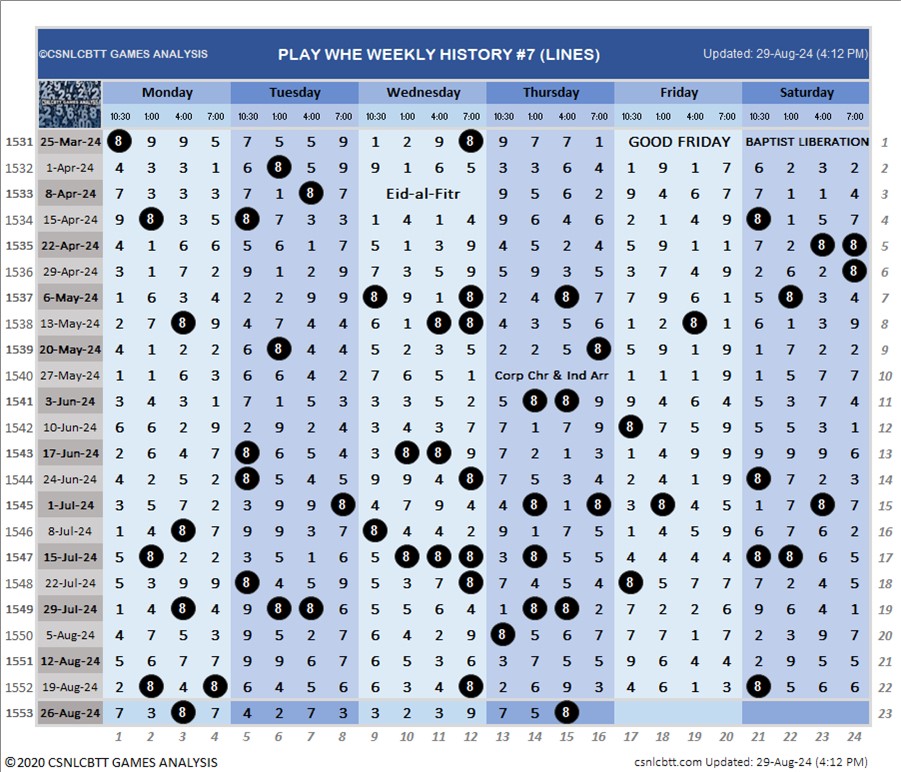 ©CSNLCBTT GAMES ANALYSIS PLAY WHE WEEKLY HISTORY #7 (LINES) Updated: 29-Aug-24 (4:12 PM)
Monday Tuesday Wednesday Thursday Friday Saturday
10:30 1:00 4:00 7:00 10:30 1:00 4:00 7:00 10:30 1:00 4:00 7:00 10:30 1:00 4:00 7:00 10:30 1:00 4:00 7:00 10:30 1:00 4:00 7:00
1531 25-Mar-24 8 9 9 5 7 5 5 9 1 2 9 8 9 7 7 1 GOOD FRIDAY BAPTIST LIBERATION 1
1532 1-Apr-24 4 3 3 1 6 8 5 9 9 1 6 5 6 3 3 6 1 9 1 7 6 2 3 2 2
1533 8-Apr-24 7 3 3 3 7 1 8 7 Eid-al-Fitr 9 5 6 2 3 3 6 4 7 1 1 4 3
1534 15-Apr-24 9 8 3 5 8 7 3 3 1 4 1 4 9 6 4 6 2 1 4 9 8 1 5 7 4
1535 22-Apr-24 4 1 6 6 5 6 1 7 5 1 3 9 4 5 2 4 5 9 1 1 7 2 8 8 5
1536 29-Apr-24 3 1 7 2 9 1 2 9 7 3 5 9 5 9 3 5 3 7 4 9 2 6 2 8 6
1537 6-May-24 1 6 3 4 2 2 9 9 8 9 1 8 2 4 8 7 7 9 6 1 5 8 3 4 7
1538 13-May-24 2 7 8 9 4 7 4 4 6 1 8 8 4 3 5 6 1 2 8 1 6 1 3 9 8
1539 20-May-24 4 1 2 2 6 8 4 4 5 2 3 5 2 2 5 8 5 9 1 9 1 7 2 2 9
1540 27-May-24 1 1 6 3 6 6 4 2 7 6 5 1 Corp Chr & Ind Arr 1 1 1 9 1 5 7 7 10
1541 3-Jun-24 3 4 3 1 7 1 5 3 3 3 5 2 5 8 8 9 9 4 6 4 5 3 7 4 11
1542 10-Jun-24 6 6 2 9 2 9 2 4 3 4 3 7 7 1 7 9 8 7 5 9 5 5 3 1 12
1543 17-Jun-24 2 6 4 7 8 6 5 4 3 8 8 9 7 2 1 3 1 4 9 9 9 9 9 6 13
1544 24-Jun-24 4 2 5 2 8 5 4 5 9 4 4 8 7 5 3 4 2 4 1 9 8 7 2 3 14
1545 1-Jul-24 3 5 7 2 3 9 9 8 4 7 9 4 4 8 1 8 3 8 4 5 1 7 8 7 15
1546 8-Jul-24 1 4 8 7 9 9 3 7 8 4 4 2 9 1 7 5 1 4 5 9 6 7 6 2 16
1547 15-Jul-24 5 8 2 2 3 5 1 6 5 8 8 8 3 8 5 5 4 4 4 4 8 8 6 5 17
1548 22-Jul-24 5 3 9 9 8 4 5 9 5 3 7 8 7 4 5 4 8 5 7 7 7 2 4 5 18
1549 29-Jul-24 1 4 8 4 9 8 8 6 5 5 6 4 1 8 8 2 7 2 2 6 9 6 4 1 19
1550 5-Aug-24 4 7 5 3 9 5 2 7 6 4 2 9 8 5 6 7 7 7 1 7 2 3 9 7 20
1551 12-Aug-24 5 6 7 7 9 9 6 7 6 5 3 6 3 7 5 5 9 6 4 4 2 9 5 5 21
1552 19-Aug-24 2 8 4 8 6 4 5 6 6 3 4 8 2 6 9 3 4 6 1 3 8 5 6 6 22
1553 26-Aug-24 7 3 8 7 4 2 7 3 3 2 3 9 7 5 8 23
1 2 3 4 5 6 7 8 9 10 11 12 13 14 15 16 17 18 19 20 21 22 23 24
©2020 CSNLCBTT GAMES ANALYSIS csnlcbtt.com Updated: 29-Aug-24 (4:12 PM)